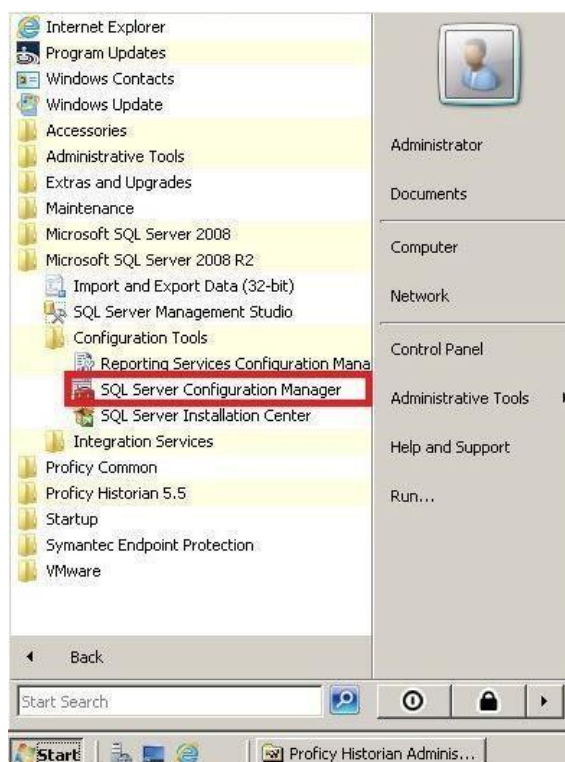 Internet Explorer
Program Updates
Windows Contacts
Windows Update
Accessories
Administrative Tools
Extras and Upgrades
Maintenance
Microsoft SQL Server 2008
Microsoft SQL Server 2008 R2
Import and Export Data (32-bit)
SQL Server Management Studio
Configuration Tools
Reporting Services Configuration Mana
SQL Server Configuration Manager
SQL Server Installation Center
Integration Services
Proficy Common
Proficy Historian 5.5
Startup
Symantec Endpoint Protection
VMware
Back
Start Search
Administrator
Documents
Computer
Network
Control Panel
Administrative Tools
Help and Support
Run...
Start
Proficy Historian Adminis...